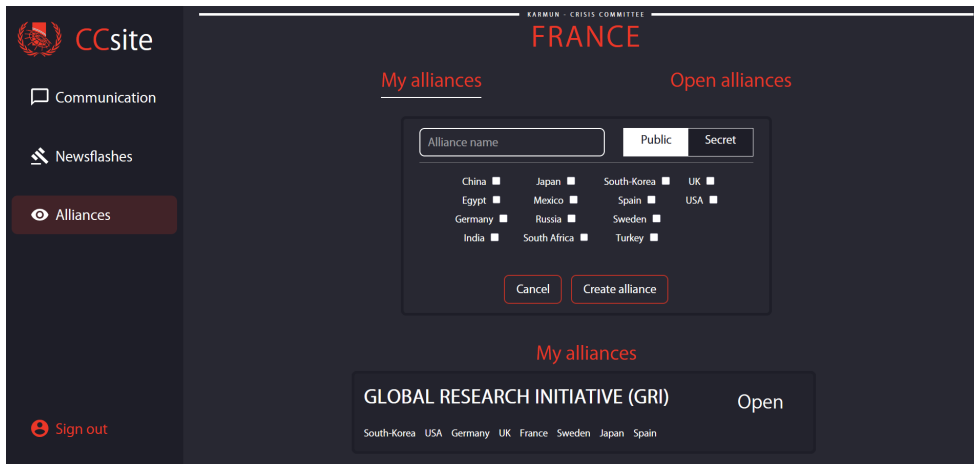 CCsite
Communication
Newsflashes
Alliances
Sign out
KARMUN - CRISIS COMMITTEE
FRANCE
My alliances
Open alliances
Alliance name
Public Secret
China Japan South-Korea UK
Egypt Mexico Spain USA
Germany Russia Sweden
India South Africa Turkey
Cancel Create alliance
My alliances
GLOBAL RESEARCH INITIATIVE (GRI)
Open
South-Korea USA Germany UK France Sweden Japan Spain